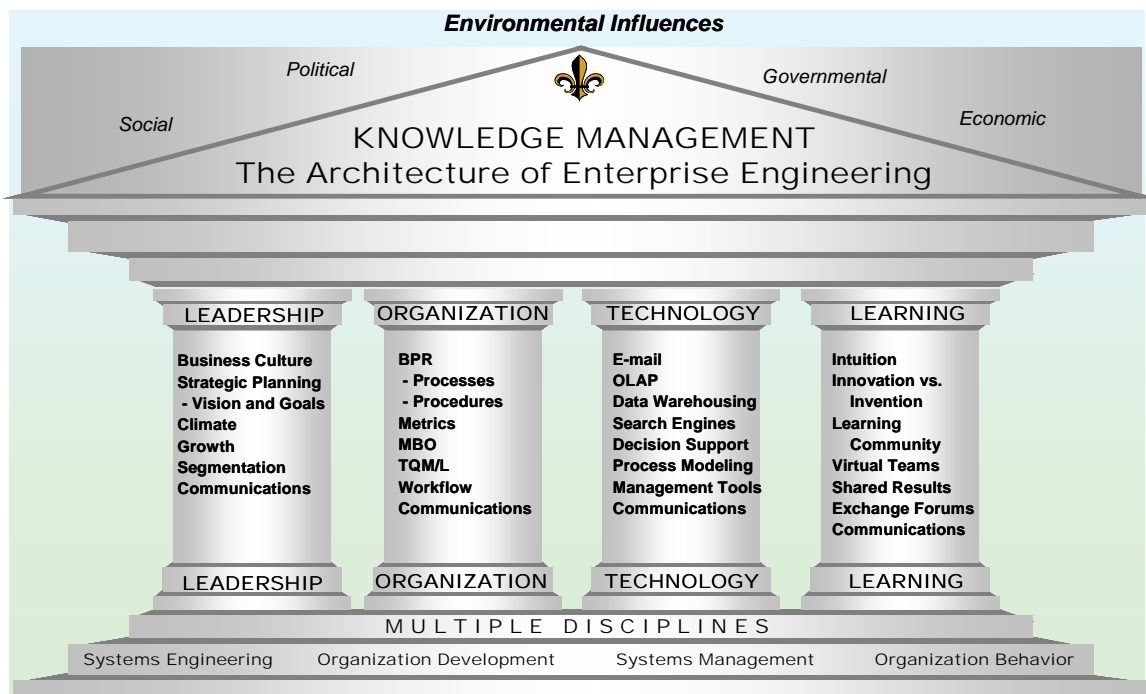 Environmental Influences
Political
Governmental
Social
Economic
KNOWLEDGE MANAGEMENT
The Architecture of Enterprise Engineering
LEADERSHIP
Business Culture
Strategic Planning
- Vision and Goals
Climate
Growth
Segmentation
Communications
LEADERSHIP
ORGANIZATION
BPR
- Processes
- Procedures
Metrics
MBO
TQM/L
Workflow
Communications
ORGANIZATION
TECHNOLOGY
E-mail
OLAP
Data Warehousing
Search Engines
Decision Support
Process Modeling
Management Tools
Communications
TECHNOLOGY
LEARNING
Intuition
Innovation vs.
Invention
Learning
Community
Virtual Teams
Shared Results
Exchange Forums
Communications
LEARNING
MULTIPLE DISCIPLINES
Systems Engineering
Organization Development
Systems Management
Organization Behavior